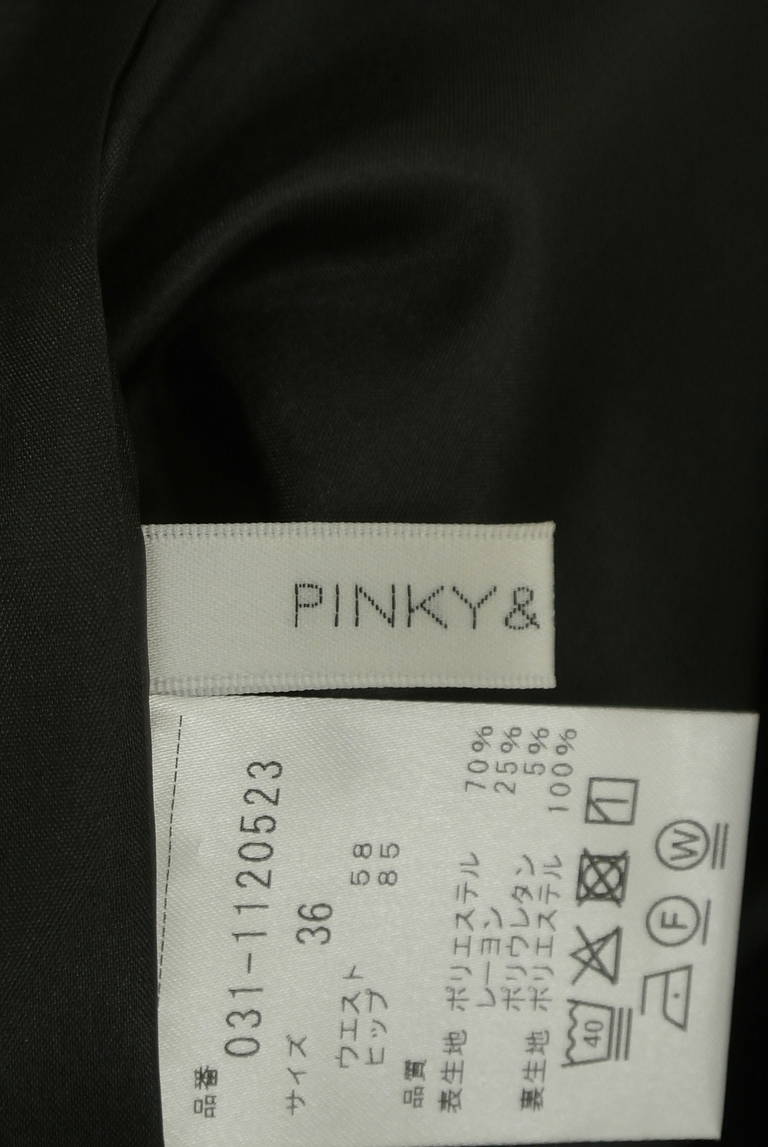 PINKY&
品番
031-1120523
サイズ 36
ウエスト 58
ヒップ 85
品質
表生地 ポリエステル 70%
レーヨン 25%
ポリウレタン 5%
裏生地 ポリエステル 100%
40
F W